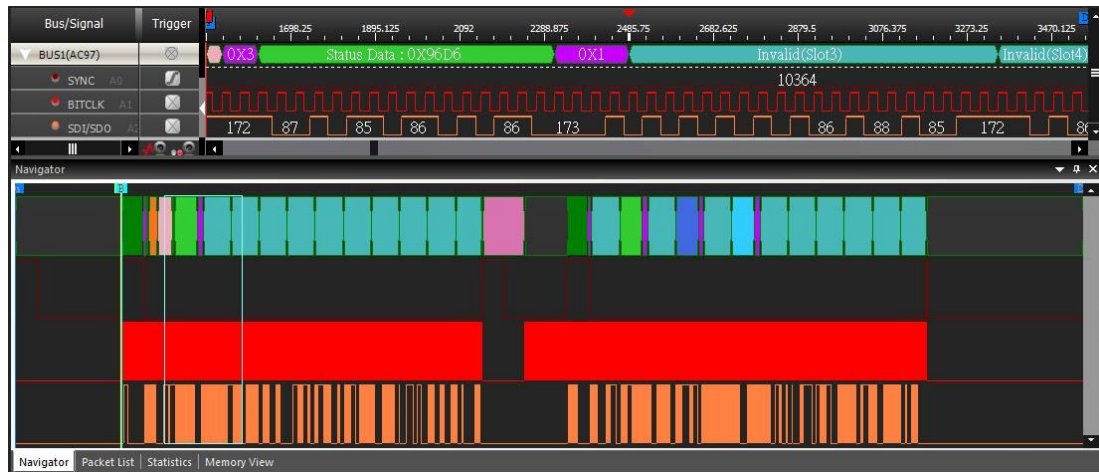 Bus/Signal Trigger 1698.25 1895.125 2092 2288.875 2485.75 2682.625 2879.5 3076.375 3273.25 3470.125
BUS1(AC97) 0X3 Status Data : 0X96D6 0X1 Invalid(Slot3) Invalid(Slot4)
SYNC A0 10364
BITCLK A1
SDI/SDO 172 87 85 86 86 173 86 88 85 172 86
Navigator
B
Navigator Packet List Statistics Memory View